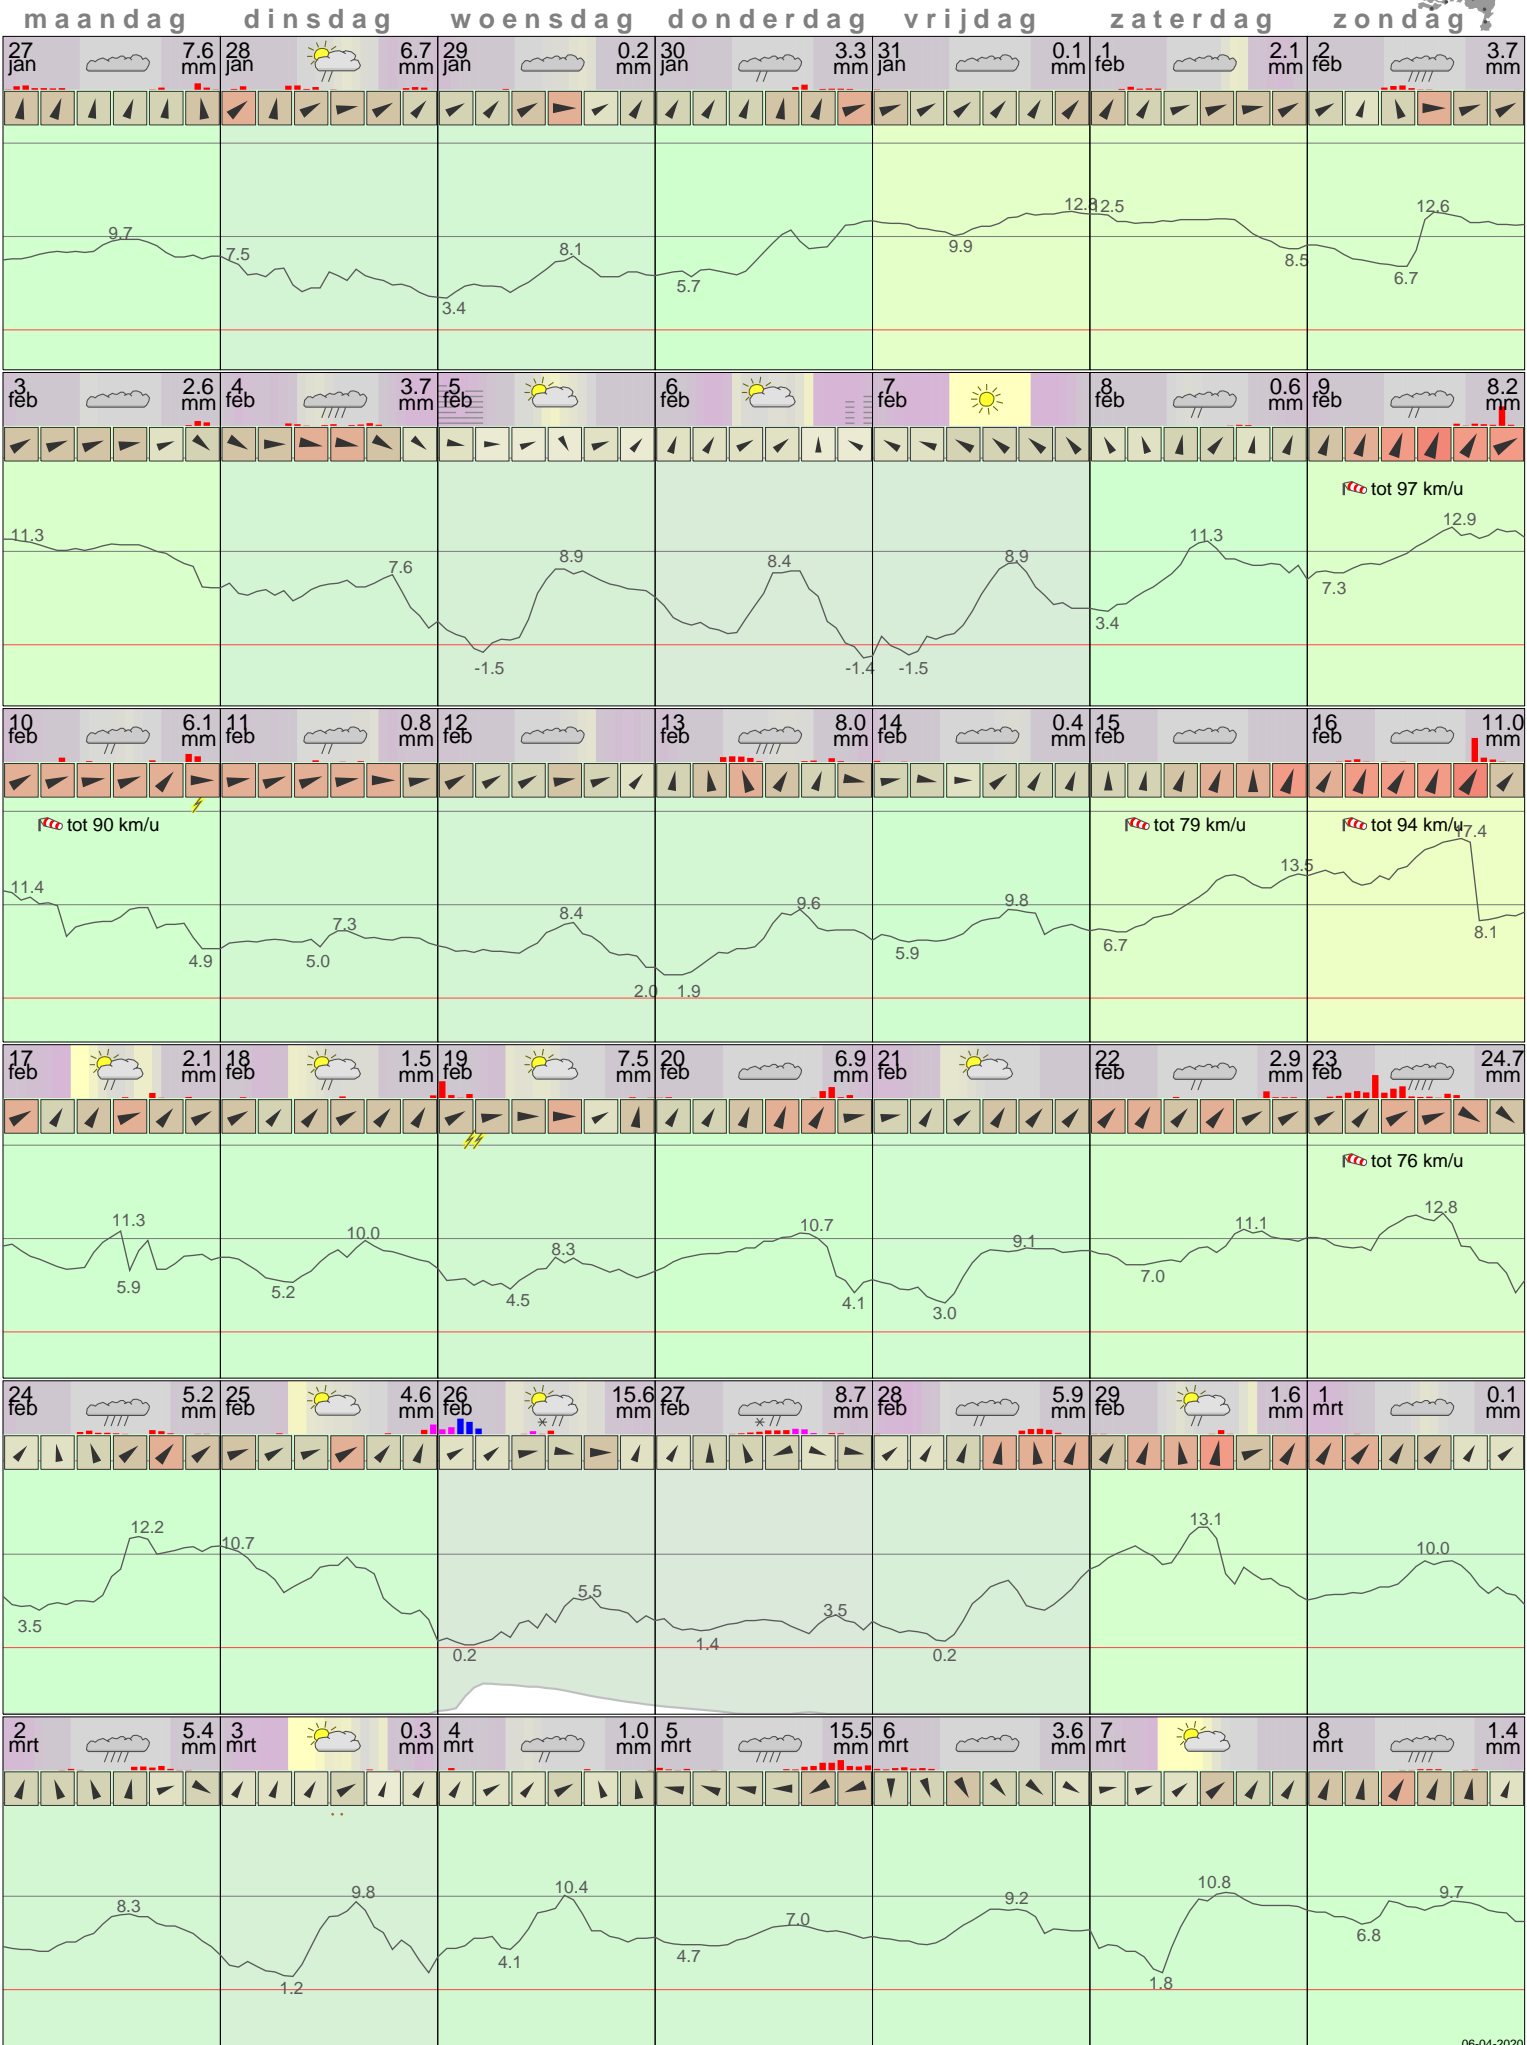 maandag dinsdag woensdag donderdag vrijdag zaterdag zondag
27 jan 7.6 mm 28 jan 6.7 mm 29 jan 0.2 mm 30 jan 3.3 mm 31 jan 0.1 mm 1 feb 2.1 mm 2 feb 3.7 mm
9.7 7.5 3.4 8.1 5.7 9.9 12.8 12.5 8.5 6.7 12.6
3 feb 2.6 mm 4 feb 3.7 mm 5 feb 6 feb 7 feb 8 feb 0.6 mm 9 feb 8.2 mm
tot 97 km/u
11.3 7.6 -1.5 8.9 8.4 -1.4 -1.5 8.9 3.4 11.3 7.3 12.9
10 feb 6.1 mm 11 feb 0.8 mm 12 feb 13 feb 8.0 mm 14 feb 0.4 mm 15 feb 16 feb 11.0 mm
tot 90 km/u tot 79 km/u tot 94 km/u
11.4 4.9 5.0 7.3 8.4 2.0 1.9 9.6 5.9 9.8 6.7 13.5 17.4 8.1
17 feb 2.1 mm 18 feb 1.5 mm 19 feb 7.5 mm 20 feb 6.9 mm 21 feb 22 feb 2.9 mm 23 feb 24.7 mm
tot 76 km/u
11.3 5.9 5.2 10.0 4.5 8.3 10.7 4.1 3.0 9.1 7.0 11.1 12.8
24 feb 5.2 mm 25 feb 4.6 mm 26 feb 15.6 mm 27 feb 8.7 mm 28 feb 5.9 mm 29 feb 1.6 mm 1 mrt 0.1 mm
3.5 12.2 10.7 0.2 5.5 1.4 3.5 0.2 13.1 10.0
2 mrt 5.4 mm 3 mrt 0.3 mm 4 mrt 1.0 mm 5 mrt 15.5 mm 6 mrt 3.6 mm 7 mrt 8 mrt 1.4 mm
8.3 1.2 9.8 4.1 10.4 4.7 7.0 9.2 1.8 10.8 6.8 9.7
06-04-2020